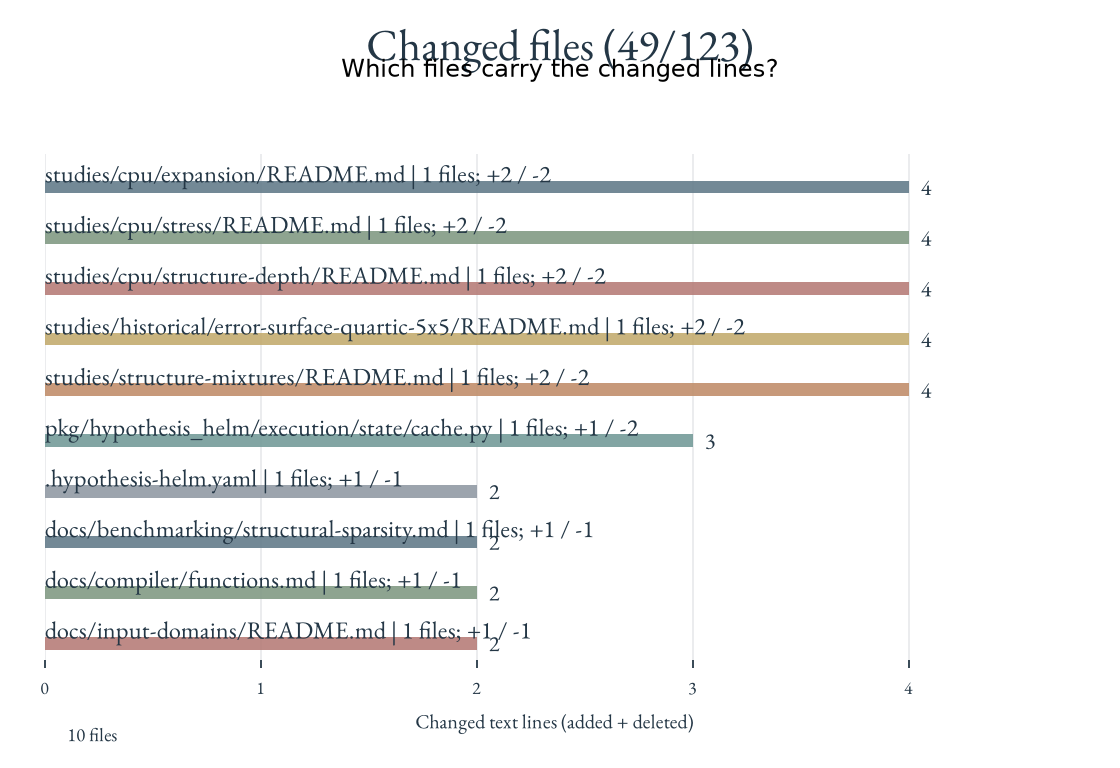 Changed files (49/123)
Which files carry the changed lines?
studies/cpu/expansion/README.md | 1 files; +2 / -2
4
studies/cpu/stress/README.md | 1 files; +2 / -2
4
studies/cpu/structure-depth/README.md | 1 files; +2 / -2
4
studies/historical/error-surface-quartic-5x5/README.md | 1 files; +2 / -2
4
studies/structure-mixtures/README.md | 1 files; +2 / -2
4
pkg/hypothesis_helm/execution/state/cache.py | 1 files; +1 / -2
3
.hypothesis-helm.yaml | 1 files; +1 / -1
2
docs/benchmarking/structural-sparsity.md | 1 files; +1 / -1
2
docs/compiler/functions.md | 1 files; +1 / -1
2
docs/input-domains/README.md | 1 files; +1 / -1
2
0 1 2 3 4
Changed text lines (added + deleted)
10 files